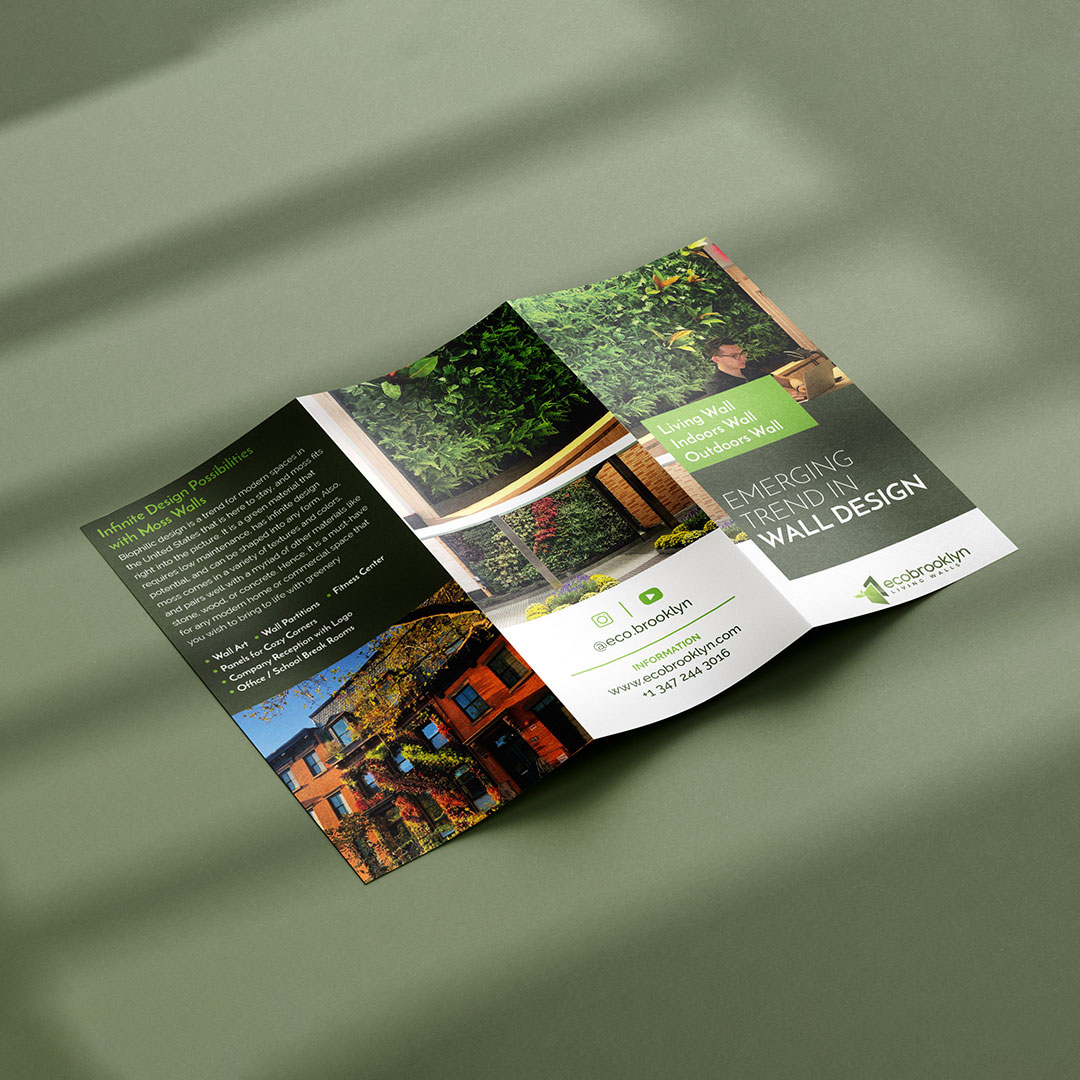 Infinite Design Possibilities
with Moss Walls
Biophilic design is a trend for modern spaces in
the United States that is here to stay, and moss fits
right into the picture. It is a green material that
requires low maintenance, has infinite design
potential, and can be shaped into any form. Also,
moss comes in a variety of textures and colors,
and pairs well with a myriad of other materials like
stone, wood, or concrete. Hence, it's a must have
for any modern home or commercial space that
you wish to bring to life with greenery
• Wall Art • Wall Partitions • Fitness Center
• Panels for Cozy Corners
• Company Reception with Logo
• Office / School Break Rooms
@eco.brooklyn
INFORMATION
www.ecobrooklyn.com
+1 347 244 3016
Living Wall
Indoors Wall
Outdoors Wall
EMERGING
TREND IN
WALL DESIGN
ecobrooklyn
LIVING WALLS